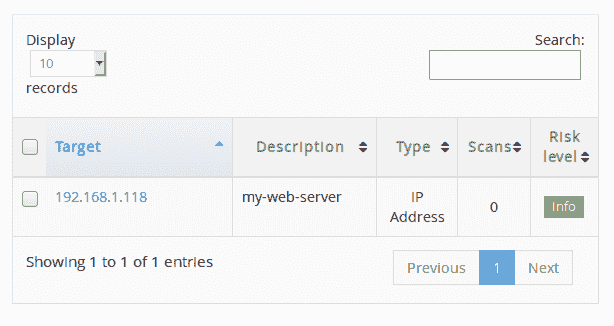 Display
10
records
Search:
Target
Description
Type
Scans
Risk
level
192.168.1.118
my-web-server
IP
Address
0
Info
Showing 1 to 1 of 1 entries
Previous 1 Next